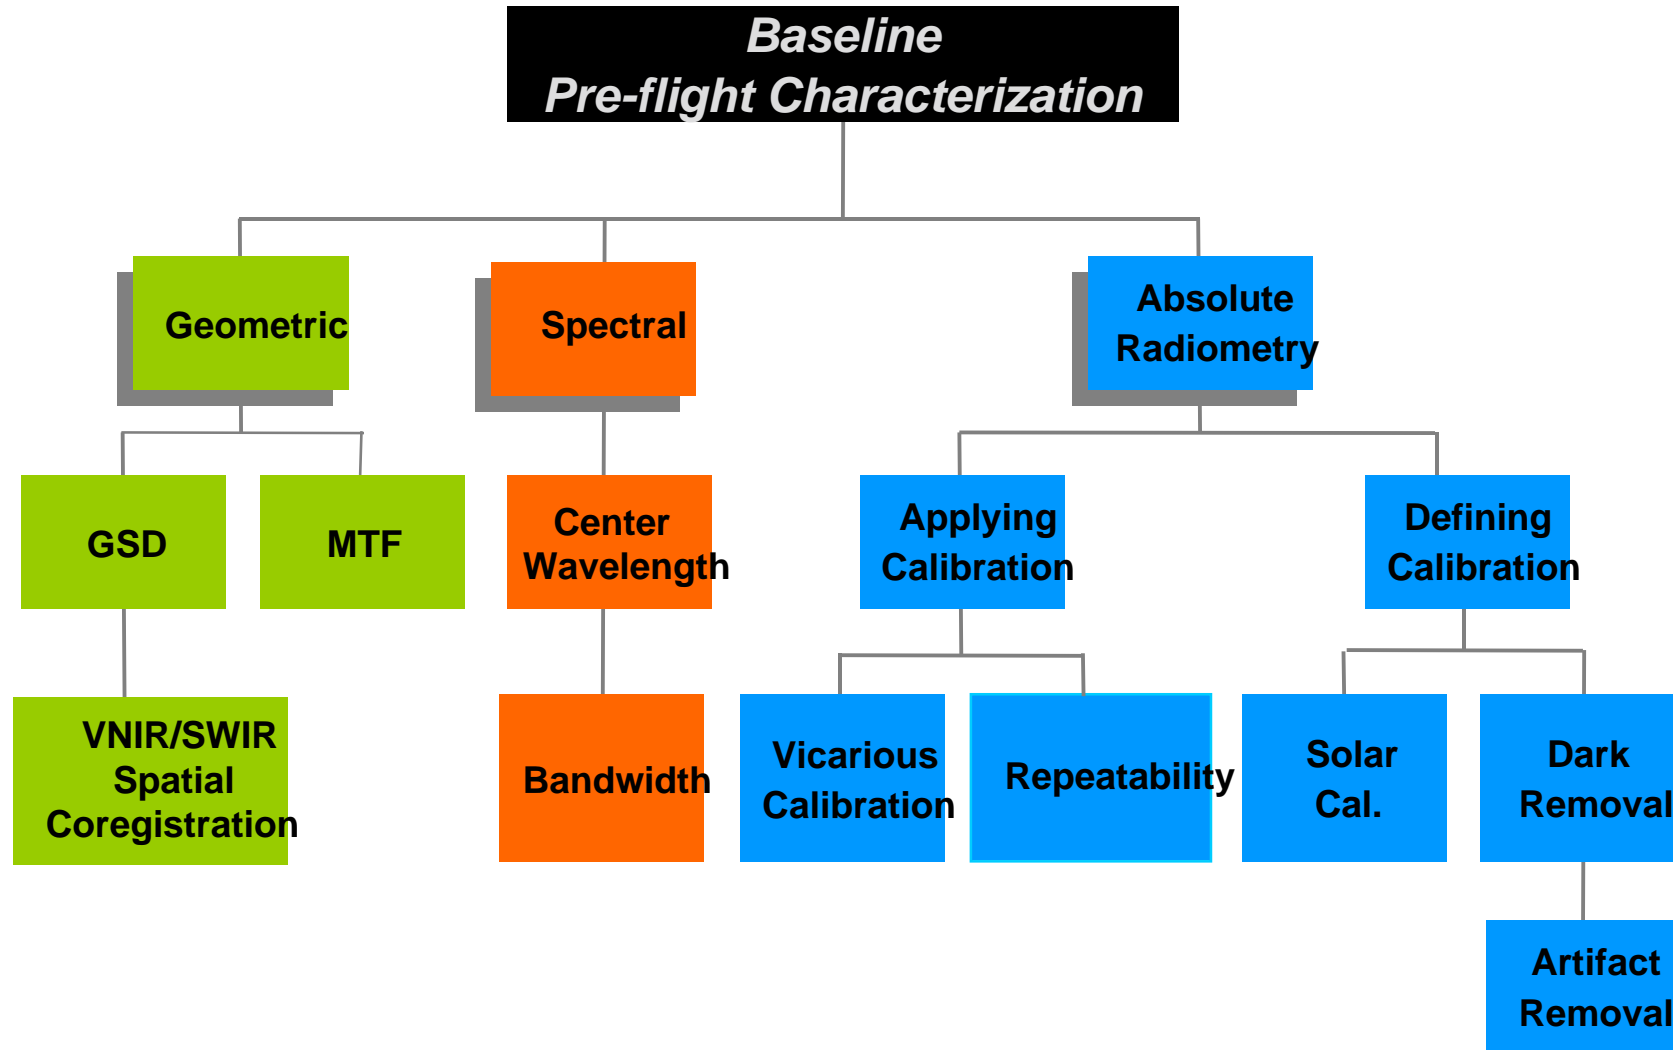 Baseline
Pre-flight Characterization
Geometric
Spectral
Absolute
Radiometry
GSD
MTF
Center
Wavelength
Applying
Calibration
Defining
Calibration
VNIR/SWIR
Spatial
Coregistration
Bandwidth
Vicarious
Calibration
Repeatability
Solar
Cal.
Dark
Removal
Artifact
Removal